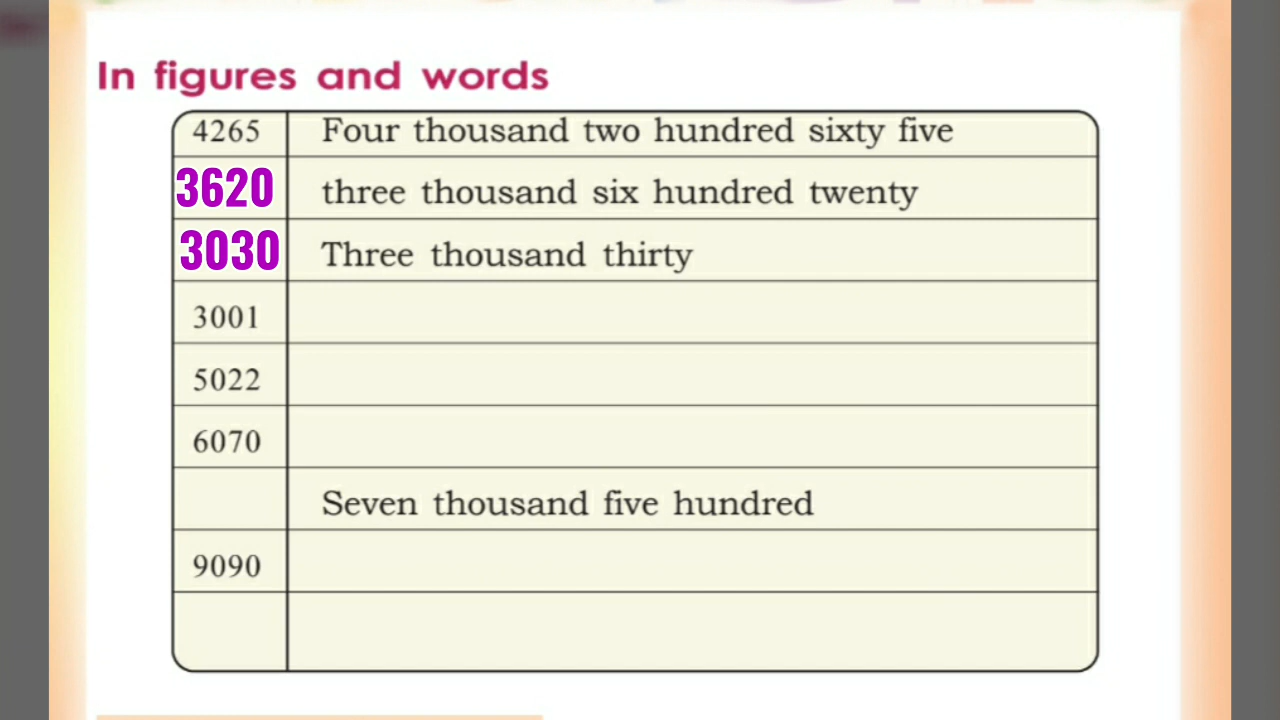 In figures and words
4265 Four thousand two hundred sixty five
3620 three thousand six hundred twenty
3030 Three thousand thirty
3001
5022
6070
Seven thousand five hundred
9090